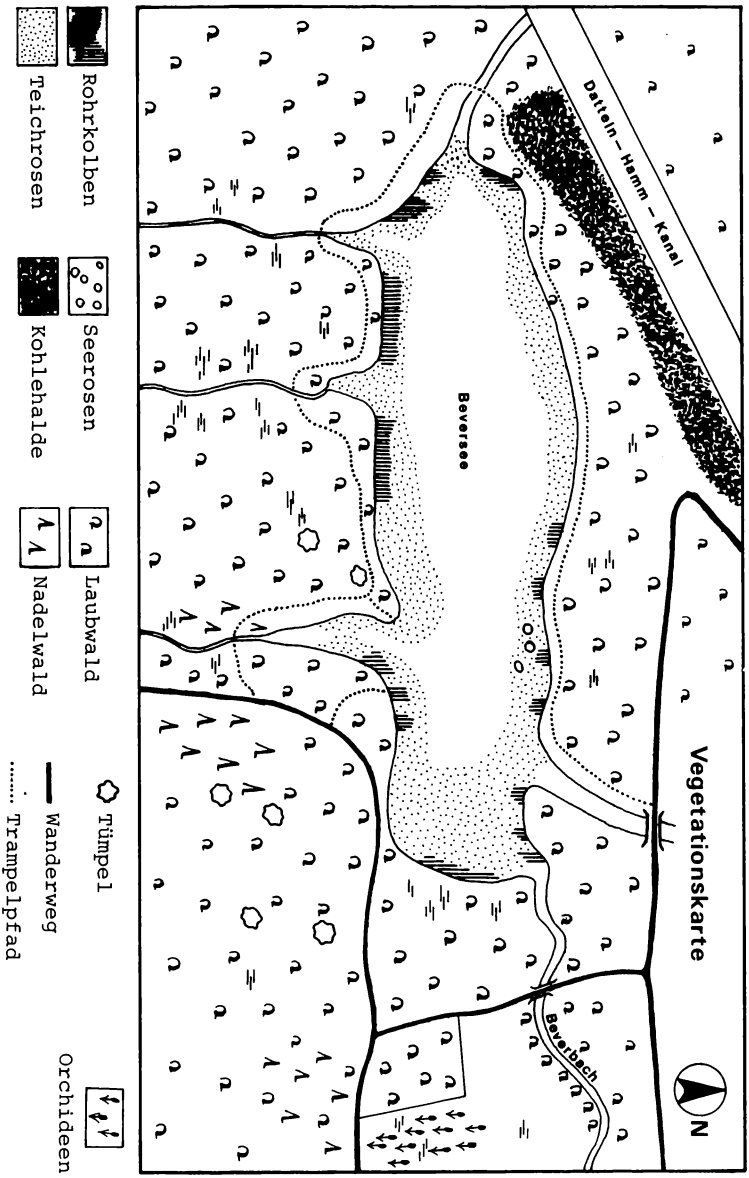 Vegetationskarte
N
Datteln-Hamm-Kanal
Beversee
Beverbach
Rohrkolben
Seerosen
Laubwald
Tümpel
Wanderweg
Trampelpfad
Orchideen
Teichrosen
Kohlehalde
Nadelwald